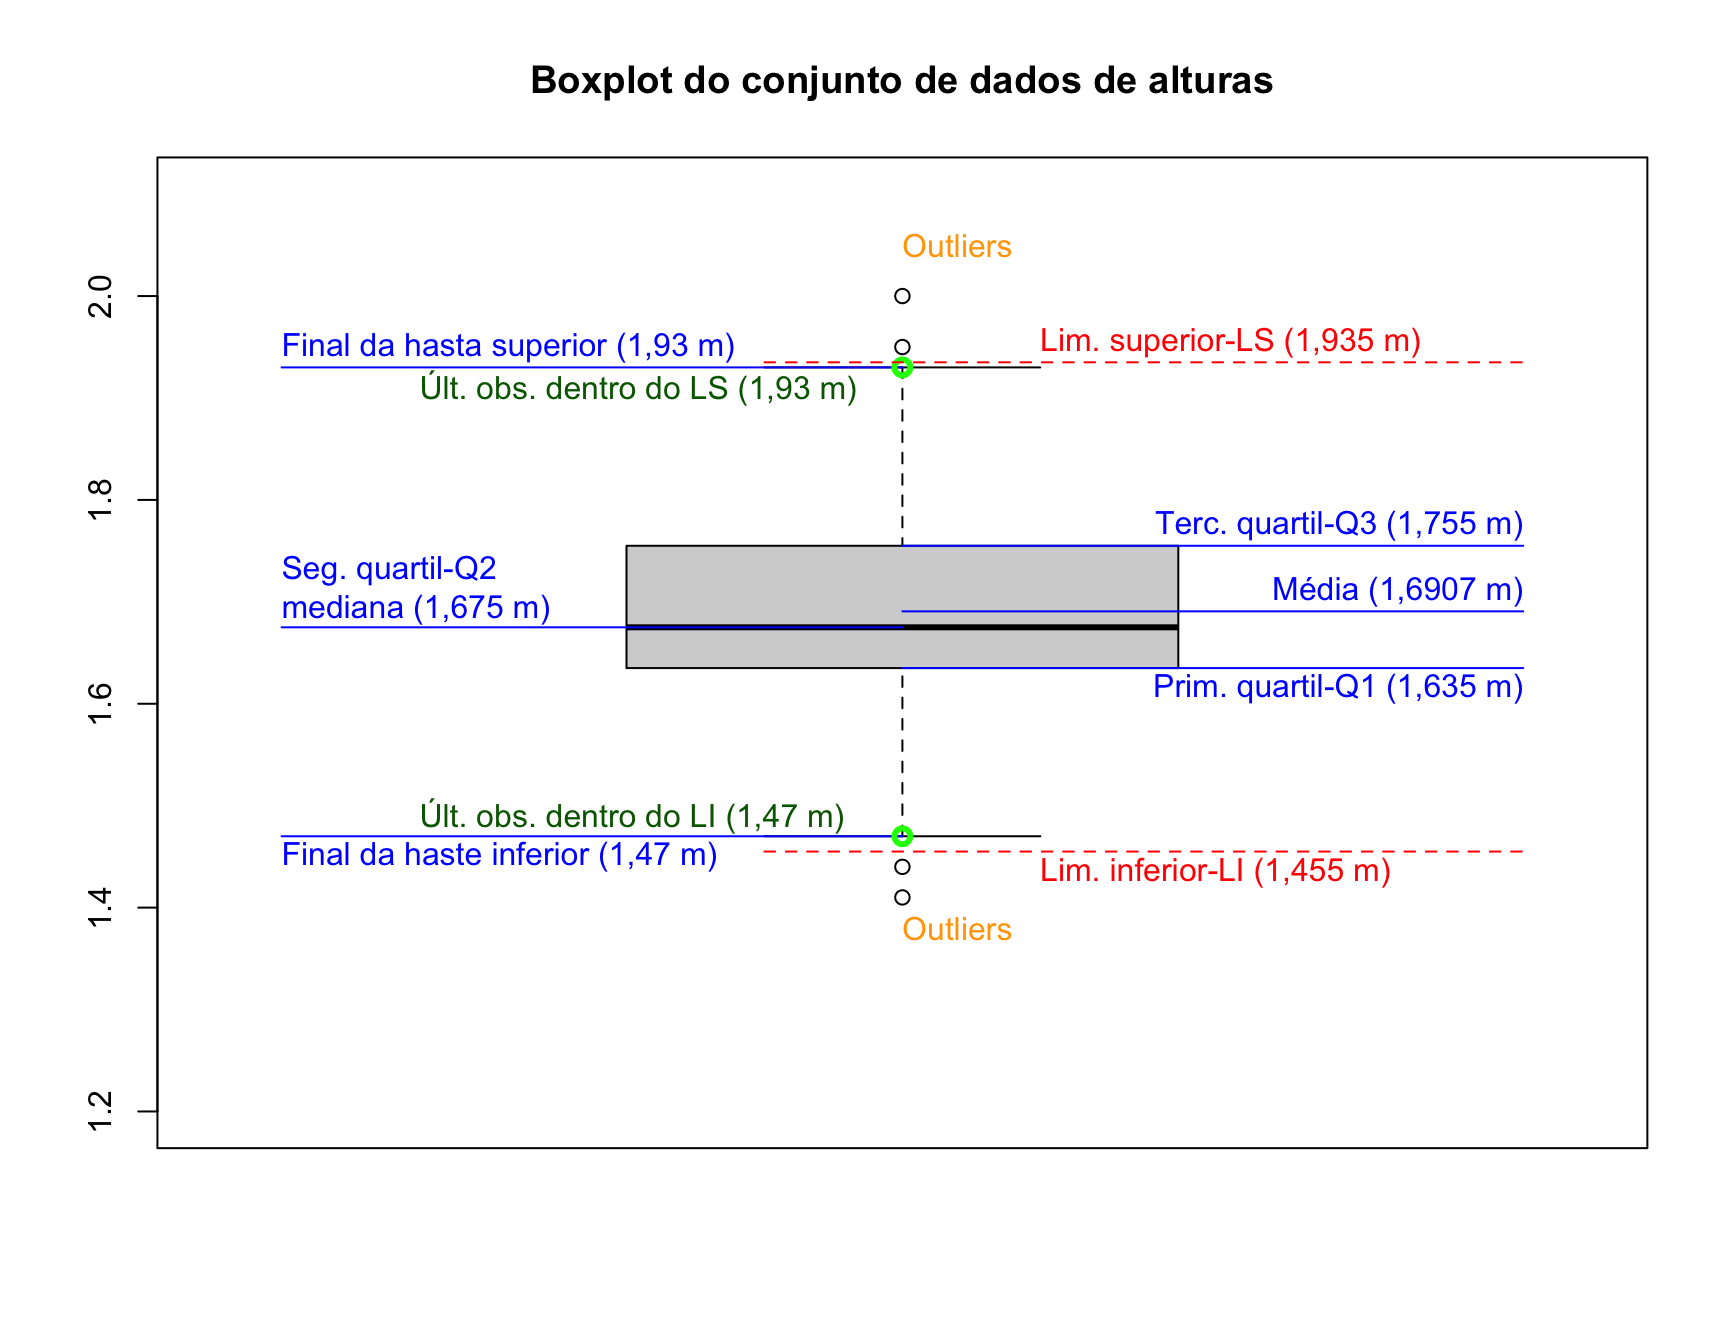 Boxplot do conjunto de dados de alturas
Outliers
2.0
Final da hasta superior (1,93 m)
Lim. superior-LS (1,935 m)
Últ. obs. dentro do LS (1,93 m)
1.8
Terc. quartil-Q3 (1,755 m)
Seg. quartil-Q2
mediana (1,675 m)
Média (1,6907 m)
Prim. quartil-Q1 (1,635 m)
1.6
Últ. obs. dentro do LI (1,47 m)
Final da haste inferior (1,47 m)
Lim. inferior-LI (1,455 m)
1.4
Outliers
1.2